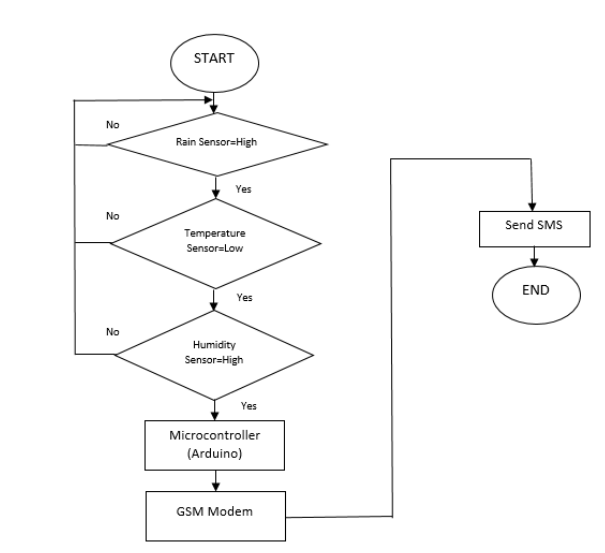 START
No
Rain Sensor=High
Yes
No
Temperature
Sensor=Low
Yes
No
Humidity
Sensor=High
Yes
Microcontroller
(Arduino)
GSM Modem
Send SMS
END